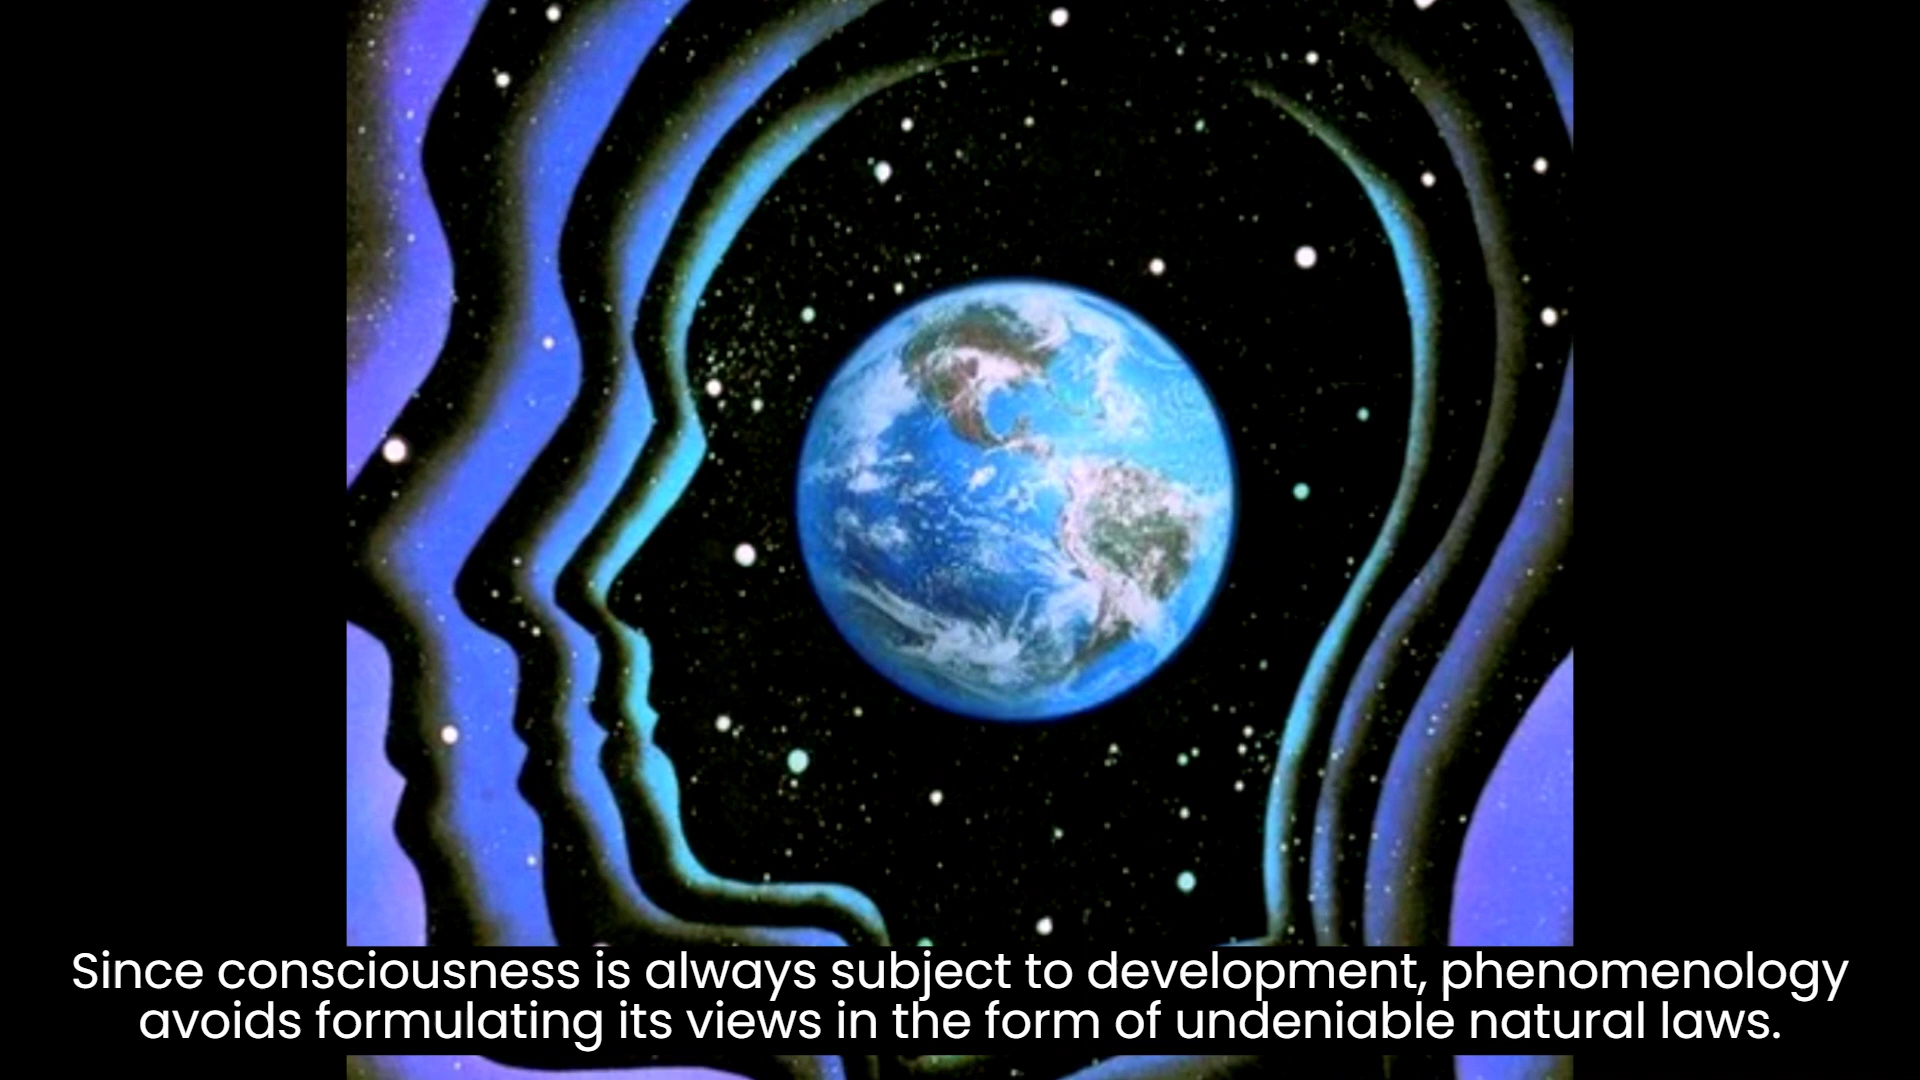 Since consciousness is always subject to development, phenomenology
avoids formulating its views in the form of undeniable natural laws.